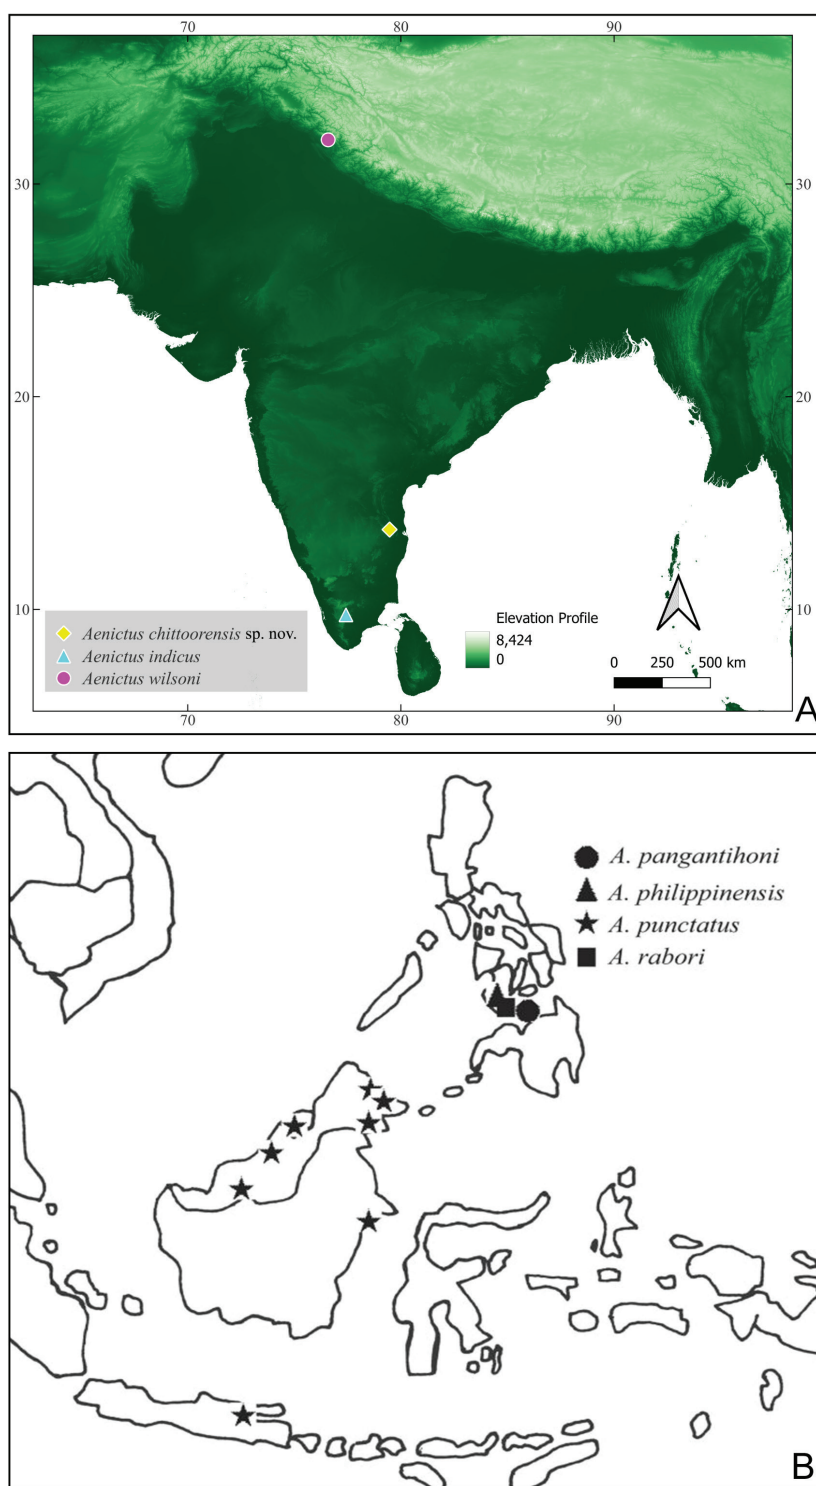 70 80 90
30 30
20 20
10 10
Aenictus chittoorensis sp. nov.
Aenictus indicus
Aenictus wilsoni
Elevation Profile
8,424
0
0 250 500 km
70 80 90
A
A. pangantihoni
A. philippinensis
A. punctatus
A. rabori
B